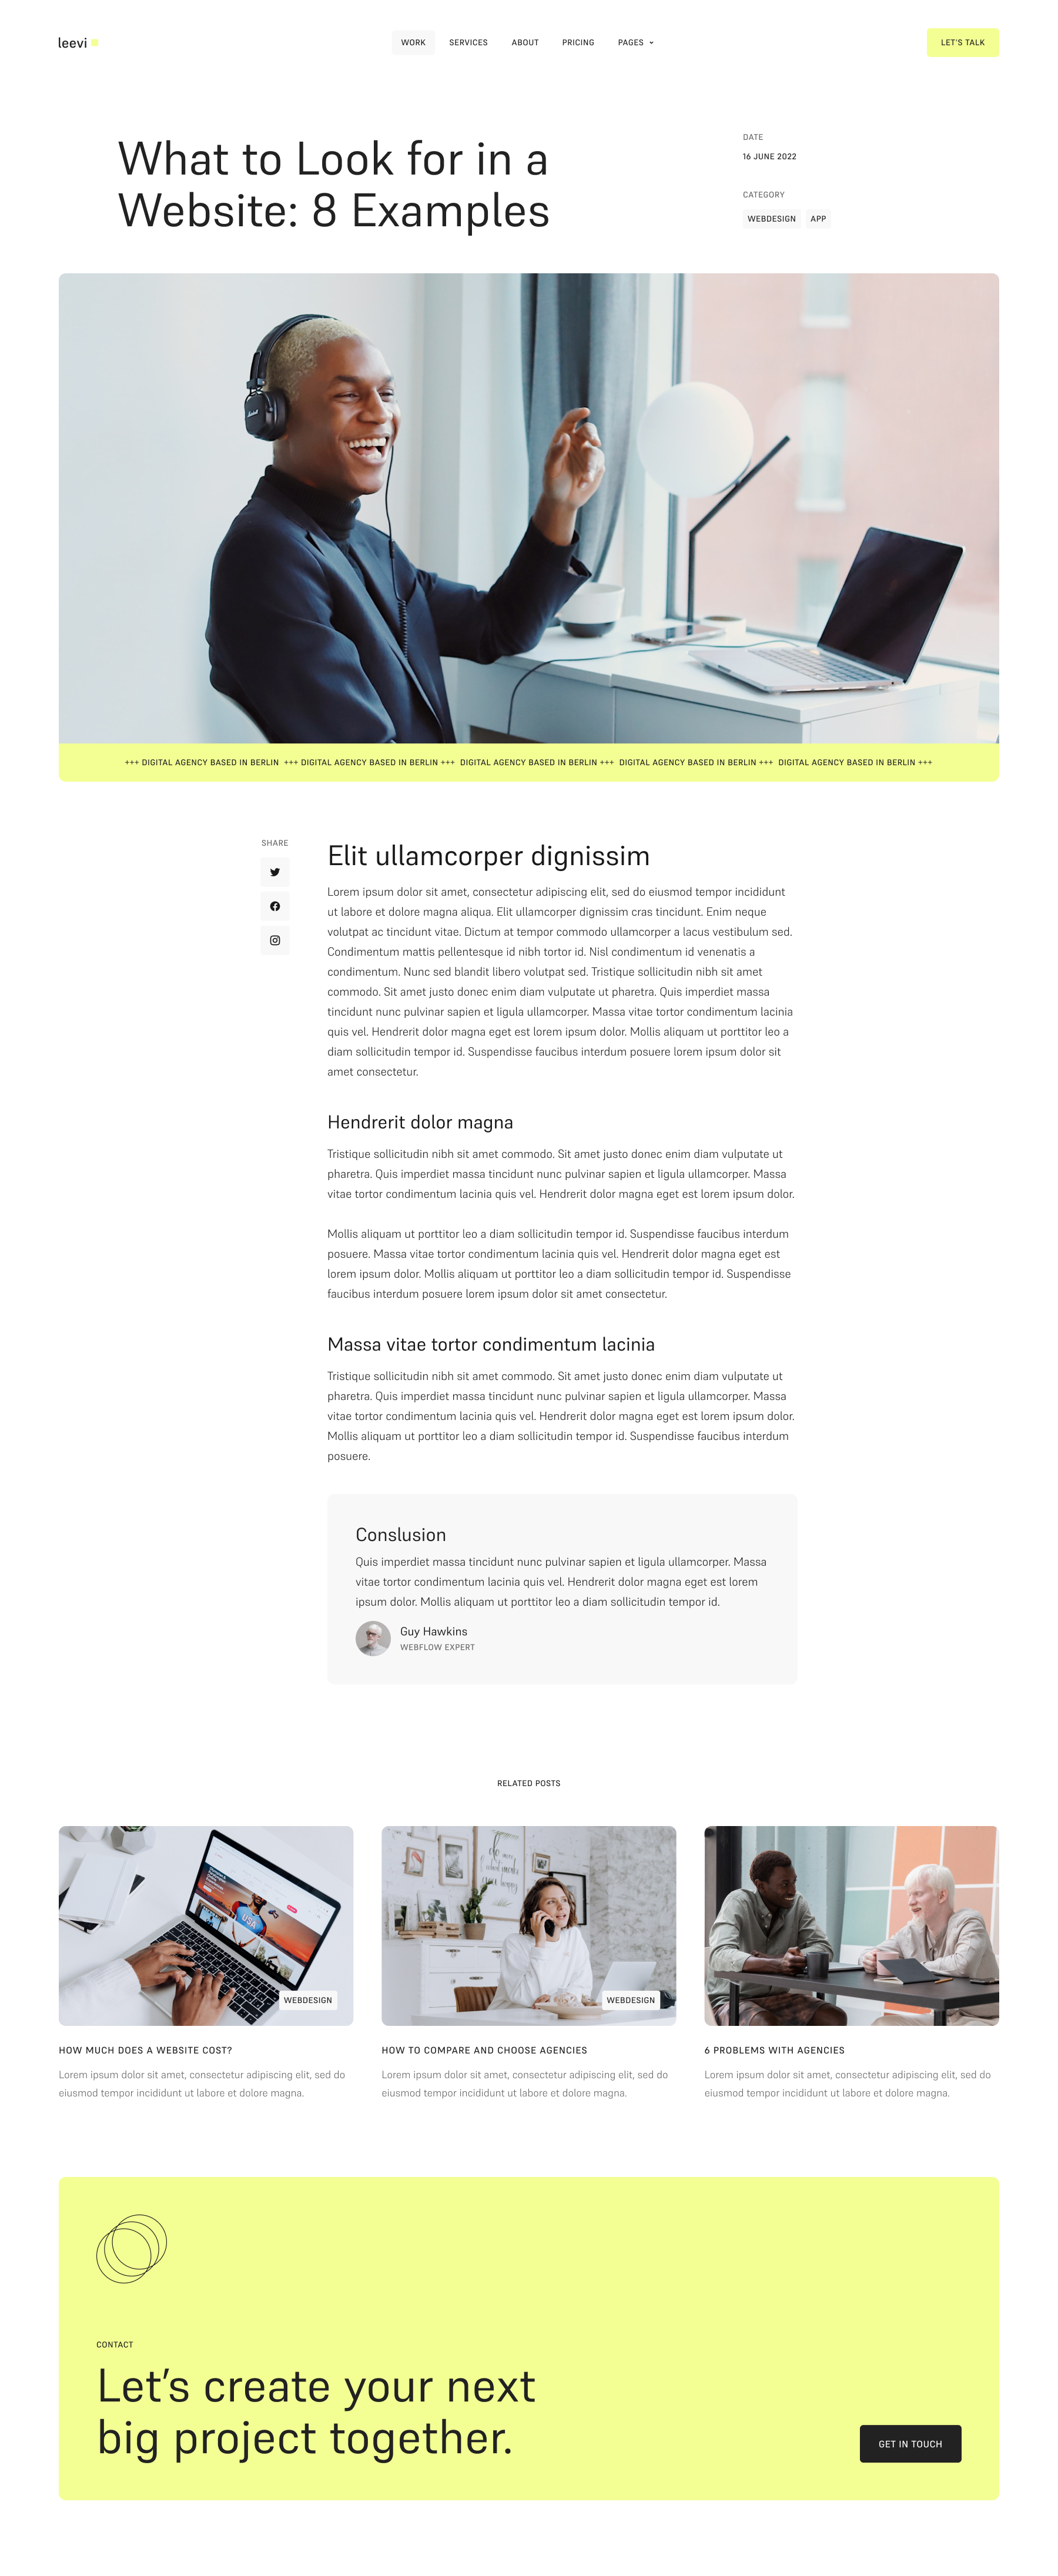 leevi
WORK
SERVICES
ABOUT
PRICING
PAGES
LET'S TALK
What to Look for in a
Website: 8 Examples
DATE
16 JUNE 2022
CATEGORY
WEBDESIGN
APP
Marshall
+++ DIGITAL AGENCY BASED IN BERLIN +++ DIGITAL AGENCY BASED IN BERLIN +++ DIGITAL AGENCY BASED IN BERLIN +++ DIGITAL AGENCY BASED IN BERLIN +++ DIGITAL AGENCY BASED IN BERLIN +++
SHARE
Elit ullamcorper dignissim
Lorem ipsum dolor sit amet, consectetur adipiscing elit, sed do eiusmod tempor incididunt
ut labore et dolore magna aliqua. Elit ullamcorper dignissim cras tincidunt. Enim neque
volutpat ac tincidunt vitae. Dictum at tempor commodo ullamcorper a lacus vestibulum sed.
Condimentum mattis pellentesque id nibh tortor id. Nisl condimentum id venenatis a
condimentum. Nunc sed blandit libero volutpat sed. Tristique sollicitudin nibh sit amet
commodo. Sit amet justo donec enim diam vulputate ut pharetra. Quis imperdiet massa
tincidunt nunc pulvinar sapien et ligula ullamcorper. Massa vitae tortor condimentum lacinia
quis vel. Hendrerit dolor magna eget est lorem ipsum dolor. Mollis aliquam ut porttitor leo a
diam sollicitudin tempor id. Suspendisse faucibus interdum posuere lorem ipsum dolor sit
amet consectetur.
Hendrerit dolor magna
Tristique sollicitudin nibh sit amet commodo. Sit amet justo donec enim diam vulputate ut
pharetra. Quis imperdiet massa tincidunt nunc pulvinar sapien et ligula ullamcorper. Massa
vitae tortor condimentum lacinia quis vel. Hendrerit dolor magna eget est lorem ipsum dolor.
Mollis aliquam ut porttitor leo a diam sollicitudin tempor id. Suspendisse faucibus interdum
posuere. Massa vitae tortor condimentum lacinia quis vel. Hendrerit dolor magna eget est
lorem ipsum dolor. Mollis aliquam ut porttitor leo a diam sollicitudin tempor id. Suspendisse
faucibus interdum posuere lorem ipsum dolor sit amet consectetur.
Massa vitae tortor condimentum lacinia
Tristique sollicitudin nibh sit amet commodo. Sit amet justo donec enim diam vulputate ut
pharetra. Quis imperdiet massa tincidunt nunc pulvinar sapien et ligula ullamcorper. Massa
vitae tortor condimentum lacinia quis vel. Hendrerit dolor magna eget est lorem ipsum dolor.
Mollis aliquam ut porttitor leo a diam sollicitudin tempor id. Suspendisse faucibus interdum
posuere.
Conslusion
Quis imperdiet massa tincidunt nunc pulvinar sapien et ligula ullamcorper. Massa
vitae tortor condimentum lacinia quis vel. Hendrerit dolor magna eget est lorem
ipsum dolor. Mollis aliquam ut porttitor leo a diam sollicitudin tempor id.
Guy Hawkins
WEBFLOW EXPERT
RELATED POSTS
USA
WEBDESIGN
HOW MUCH DOES A WEBSITE COST?
Lorem ipsum dolor sit amet, consectetur adipiscing elit, sed do
eiusmod tempor incididunt ut labore et dolore magna.
WEBDESIGN
HOW TO COMPARE AND CHOOSE AGENCIES
Lorem ipsum dolor sit amet, consectetur adipiscing elit, sed do
eiusmod tempor incididunt ut labore et dolore magna.
6 PROBLEMS WITH AGENCIES
Lorem ipsum dolor sit amet, consectetur adipiscing elit, sed do
eiusmod tempor incididunt ut labore et dolore magna.
CONTACT
Let's create your next
big project together.
GET IN TOUCH